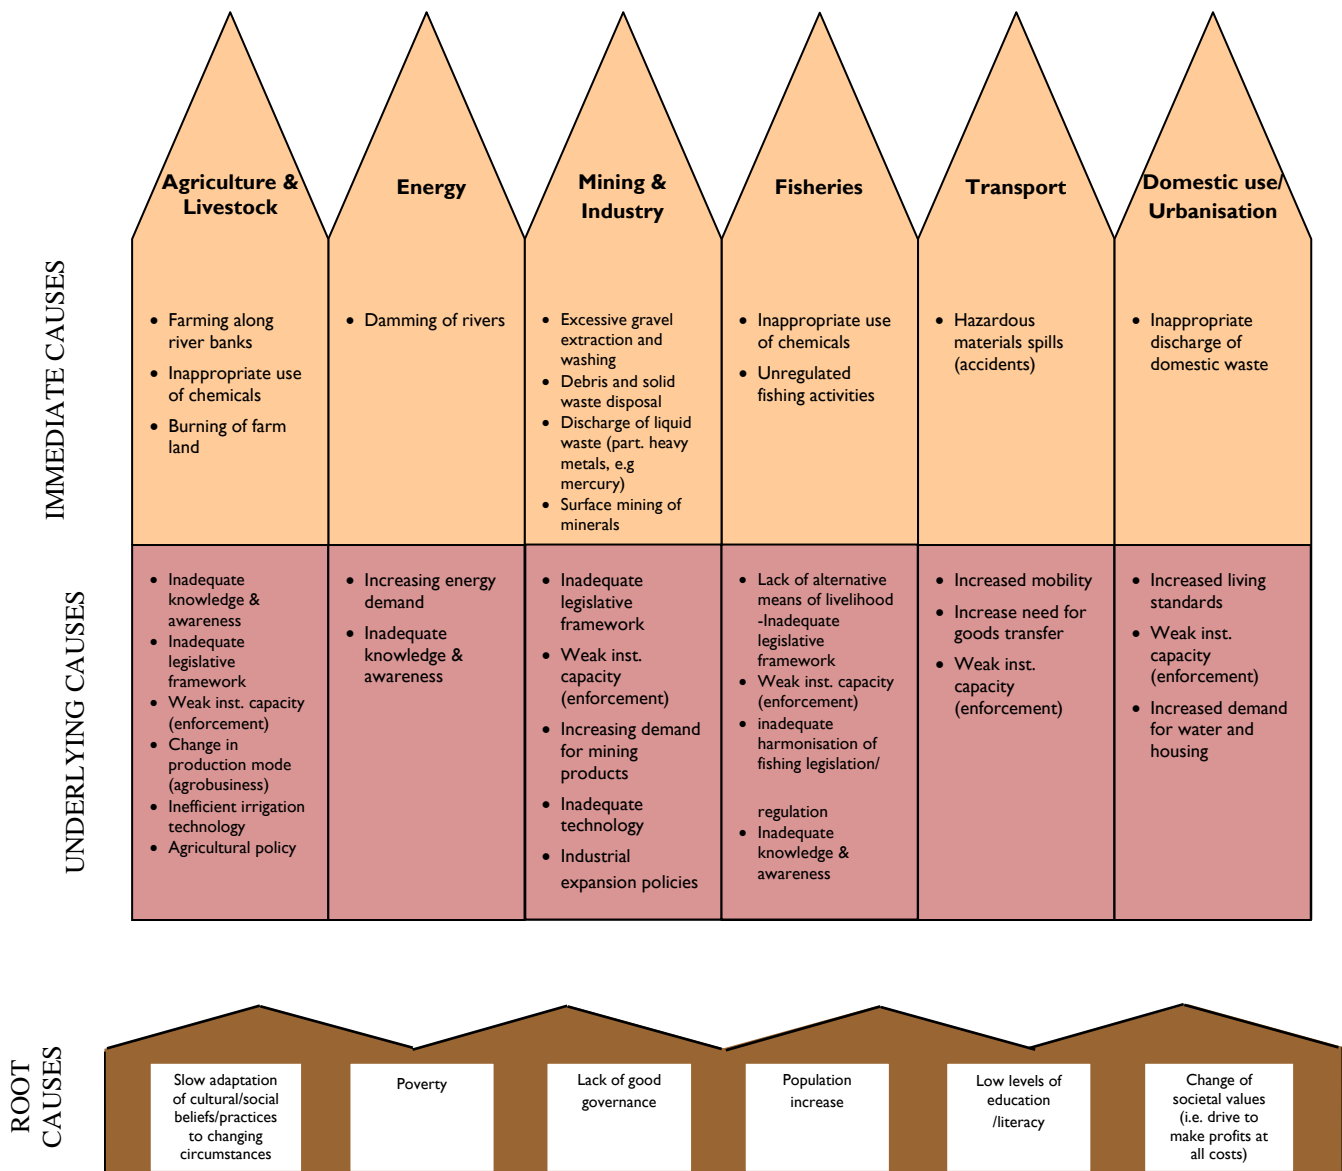 Agriculture &
Livestock
Energy
Mining &
Industry
Fisheries
Transport
Domestic use/
Urbanisation
IMMEDIATE CAUSES
• Farming along
river banks
• Inappropriate use
of chemicals
• Burning of farm
land
• Damming of rivers
• Excessive gravel
extraction and
washing
• Debris and solid
waste disposal
• Discharge of liquid
waste (part. heavy
metals, e.g
mercury)
• Surface mining of
minerals
• Inappropriate use
of chemicals
• Unregulated
fishing activities
• Hazardous
materials spills
(accidents)
• Inappropriate
discharge of
domestic waste
UNDERLYING CAUSES
• Inadequate
knowledge &
awareness
• Inadequate
legislative
framework
• Weak inst. capacity
(enforcement)
• Change in
production mode
(agrobusiness)
• Inefficient irrigation
technology
• Agricultural policy
• Increasing energy
demand
• Inadequate
knowledge &
awareness
• Inadequate
legislative
framework
• Weak inst.
capacity
(enforcement)
• Increasing demand
for mining
products
• Inadequate
technology
• Industrial
expansion policies
• Lack of alternative
means of livelihood
-Inadequate
legislative
framework
• Weak inst. capacity
(enforcement)
• inadequate
harmonisation of
fishing legislation/
regulation
• Inadequate
knowledge &
awareness
• Increased mobility
• Increase need for
goods transfer
• Weak inst.
capacity
(enforcement)
• Increased living
standards
• Weak inst.
capacity
(enforcement)
• Increased demand
for water and
housing
ROOT
CAUSES
Slow adaptation
of cultural/social
beliefs/practices
to changing
circumstances
Poverty
Lack of good
governance
Population
increase
Low levels of
education
/literacy
Change of
societal values
(i.e. drive to
make profits at
all costs)